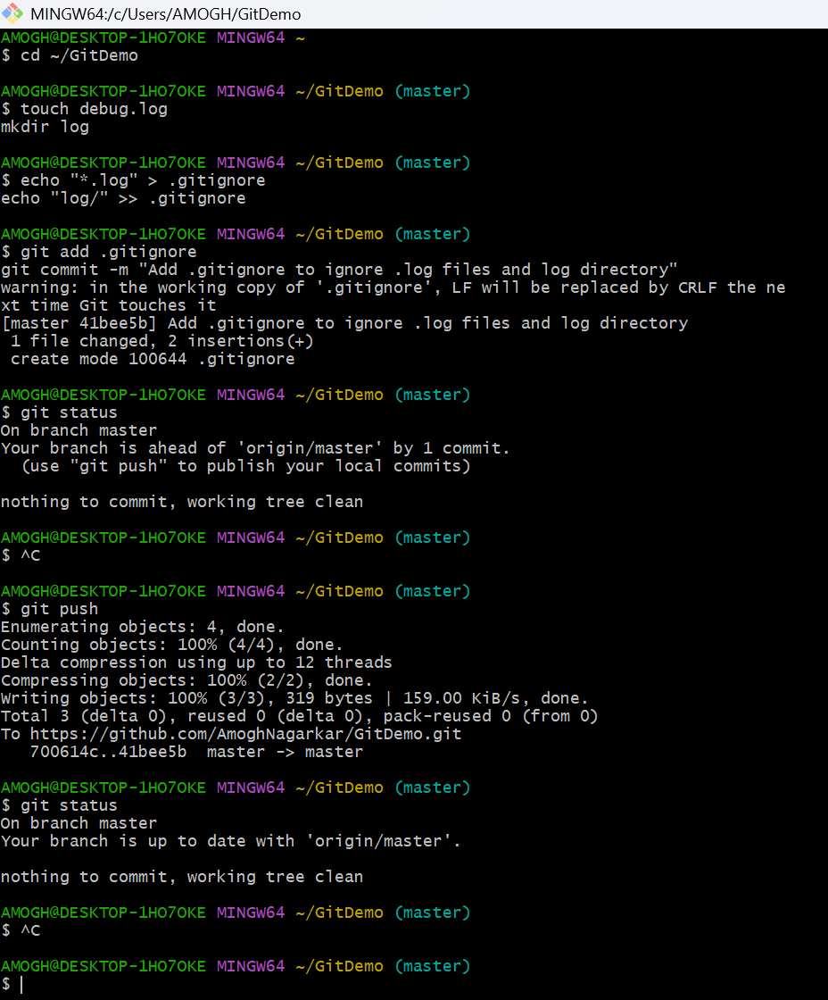 MINGW64:/c/Users/AMOGH/GitDemo
AMOGH@DESKTOP-1HO7OKE MINGW64 ~
$ cd ~/GitDemo
AMOGH@DESKTOP-1HO7OKE MINGW64 ~/GitDemo (master)
$ touch debug.log
mkdir log
AMOGH@DESKTOP-1HO7OKE MINGW64 ~/GitDemo (master)
$ echo "*.log" > .gitignore
echo "log/" >> .gitignore
AMOGH@DESKTOP-1HO7OKE MINGW64 ~/GitDemo (master)
$ git add .gitignore
git commit -m "Add .gitignore to ignore .log files and log directory"
warning: in the working copy of '.gitignore', LF will be replaced by CRLF the ne
xt time Git touches it
[master 41bee5b] Add .gitignore to ignore .log files and log directory
 1 file changed, 2 insertions(+)
 create mode 100644 .gitignore
AMOGH@DESKTOP-1HO7OKE MINGW64 ~/GitDemo (master)
$ git status
On branch master
Your branch is ahead of 'origin/master' by 1 commit.
  (use "git push" to publish your local commits)
nothing to commit, working tree clean
AMOGH@DESKTOP-1HO7OKE MINGW64 ~/GitDemo (master)
$ ^C
AMOGH@DESKTOP-1HO7OKE MINGW64 ~/GitDemo (master)
$ git push
Enumerating objects: 4, done.
Counting objects: 100% (4/4), done.
Delta compression using up to 12 threads
Compressing objects: 100% (2/2), done.
Writing objects: 100% (3/3), 319 bytes | 159.00 KiB/s, done.
Total 3 (delta 0), reused 0 (delta 0), pack-reused 0 (from 0)
To https://github.com/AmoghNagarkar/GitDemo.git
   700614c..41bee5b  master -> master
AMOGH@DESKTOP-1HO7OKE MINGW64 ~/GitDemo (master)
$ git status
On branch master
Your branch is up to date with 'origin/master'.
nothing to commit, working tree clean
AMOGH@DESKTOP-1HO7OKE MINGW64 ~/GitDemo (master)
$ ^C
AMOGH@DESKTOP-1HO7OKE MINGW64 ~/GitDemo (master)
$